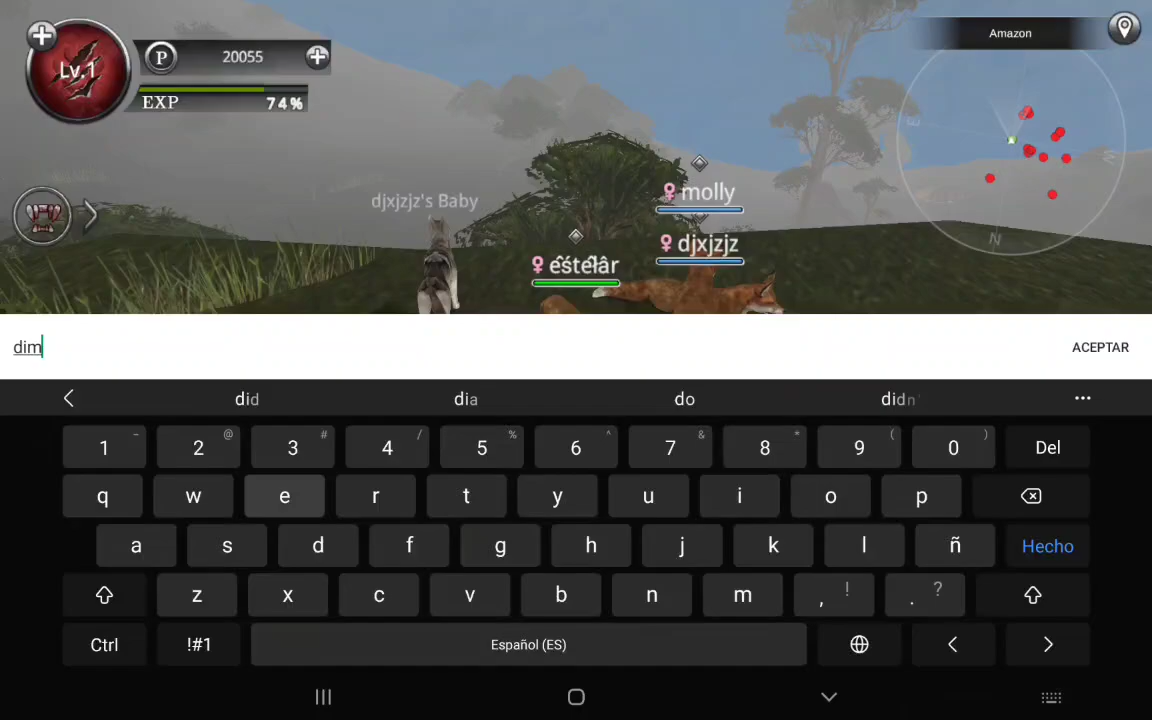 Lv.1
P 20055
EXP 74%
Amazon
E
W
N
djxjzjz's Baby
molly
djxjzjz
ếśtełâr
dim
ACEPTAR
did dia do didn'
1 - 2 @ 3 # 4 / 5 % 6 ^ 7 & 8 * 9 ( 0 ) Del
q w e r t y u i o p
a s d f g h j k l ñ Hecho
z x c v b n m , ! . ?
Ctrl !#1 Español (ES) < >